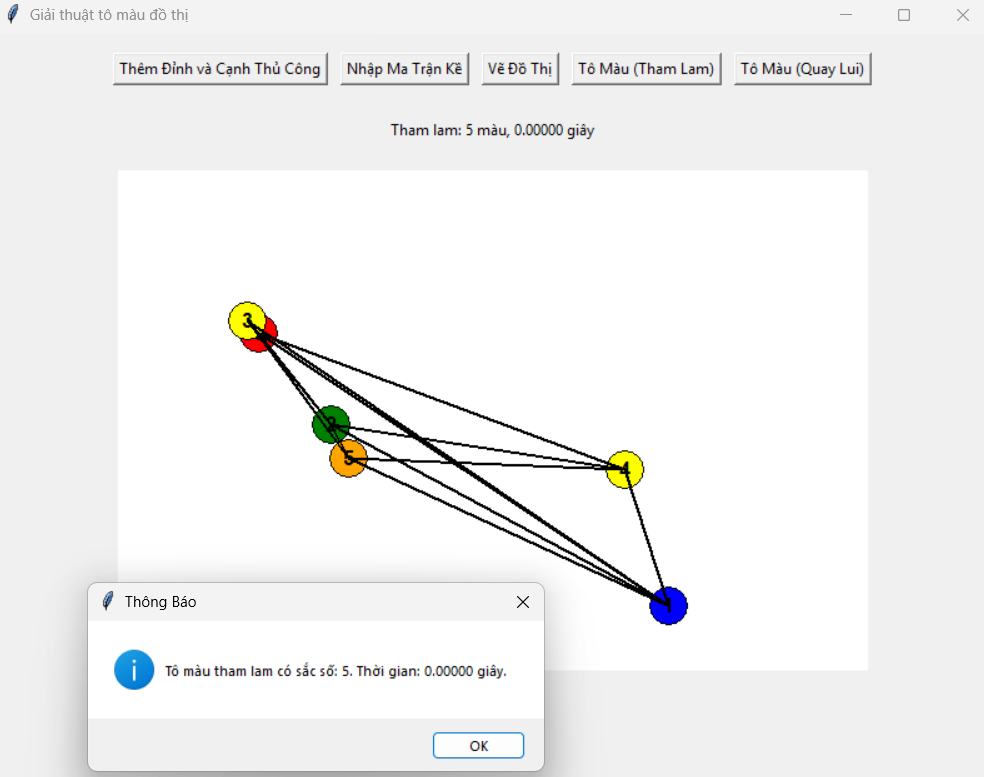 Giải thuật tô màu đồ thị
Thêm Đỉnh và Cạnh Thủ Công
Nhập Ma Trận Kề
Vẽ Đồ Thị
Tô Màu (Tham Lam)
Tô Màu (Quay Lui)
Tham lam: 5 màu, 0.00000 giây
3
2
5
4
Thông Báo
Tô màu tham lam có sắc số: 5. Thời gian: 0.00000 giây.
OK